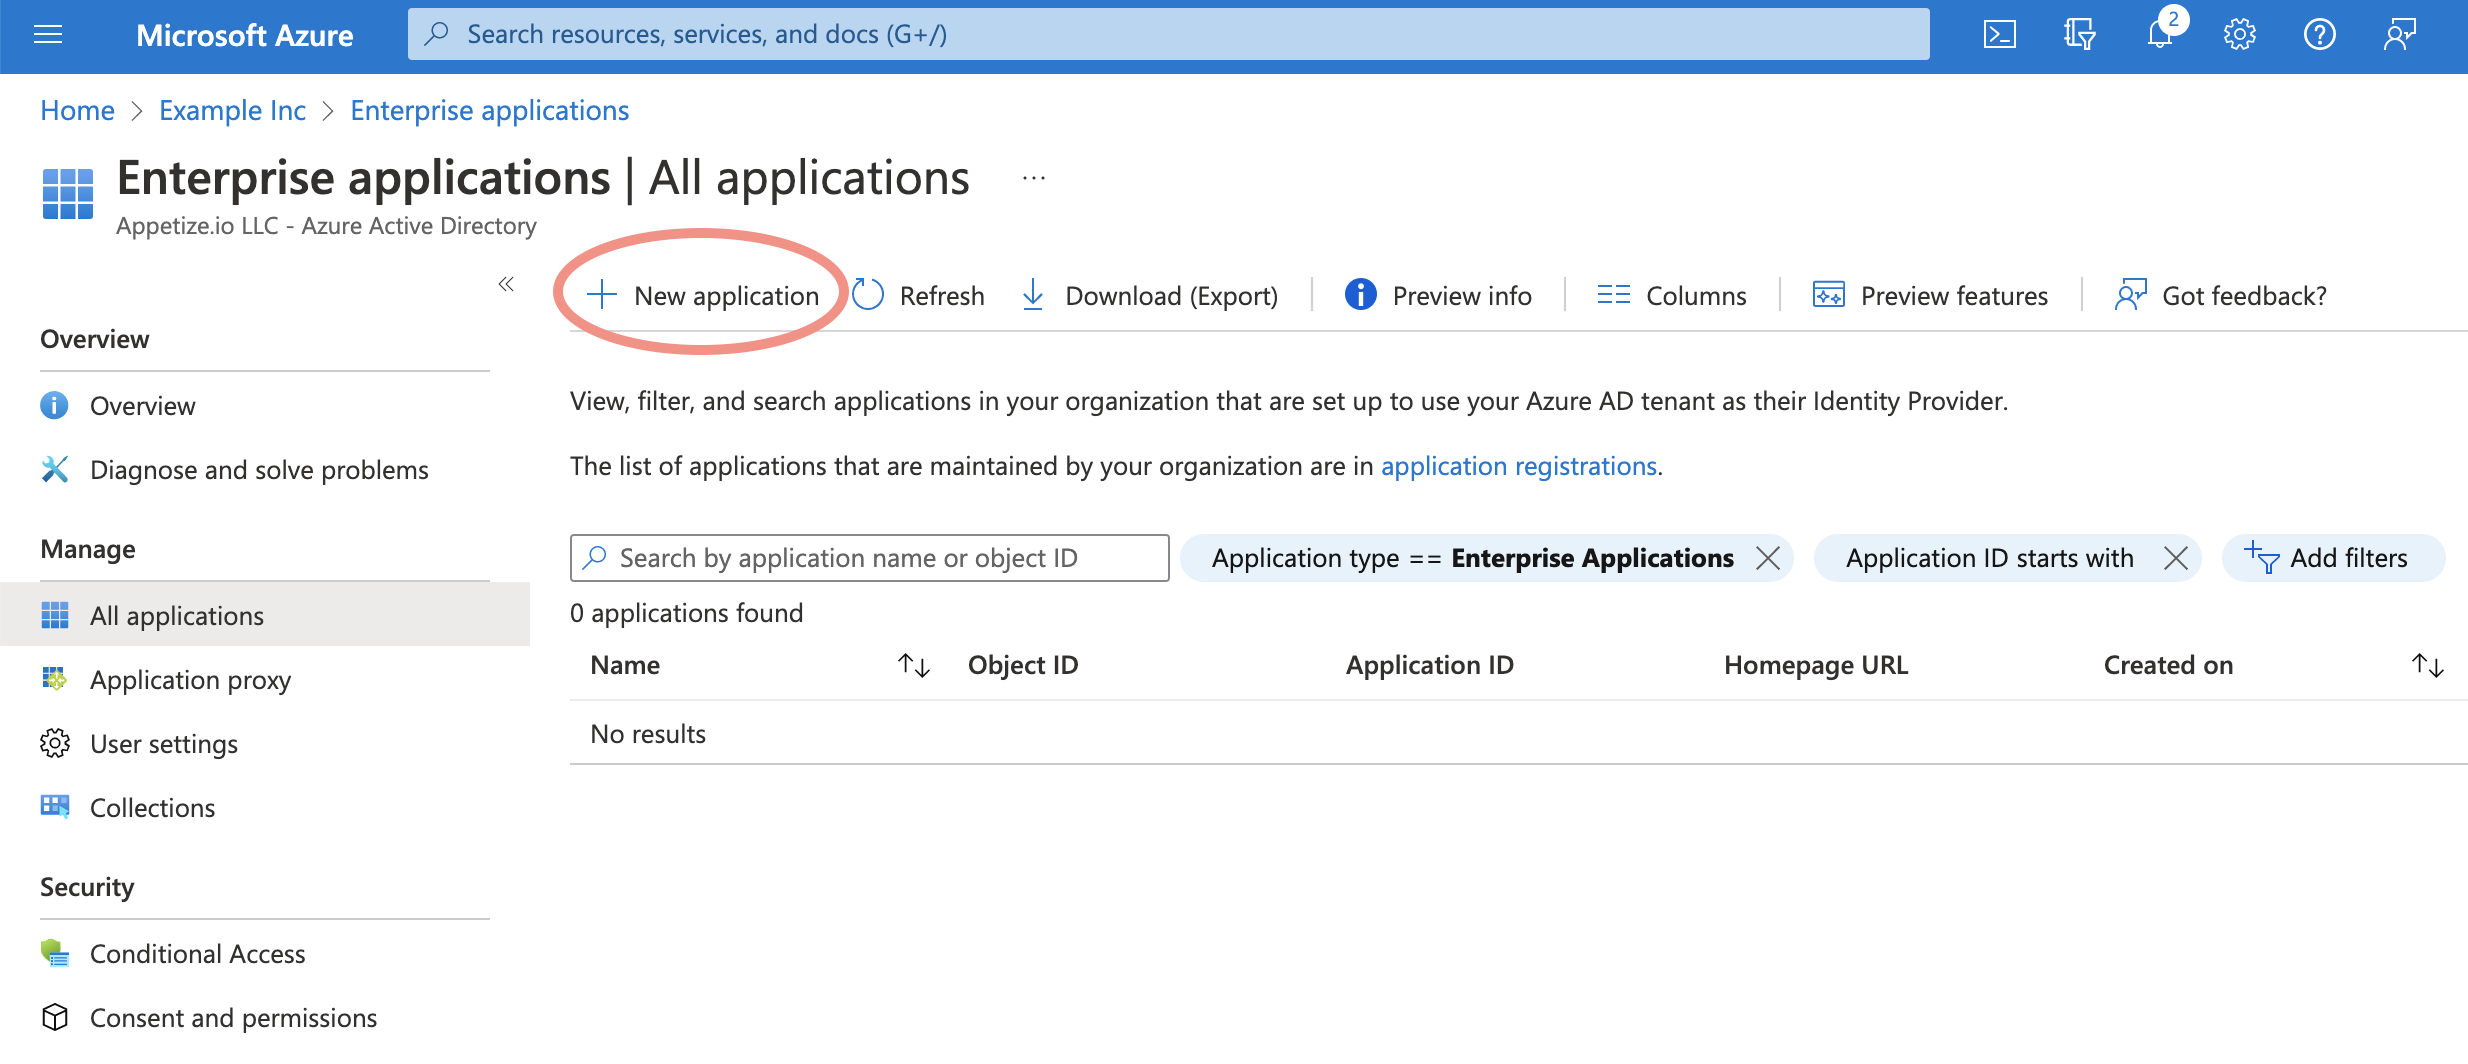 Microsoft Azure
Search resources, services, and docs (G+/)
2
Home > Example Inc > Enterprise applications
Enterprise applications | All applications ...
Appetize.io LLC - Azure Active Directory
«
New application
Refresh
Download (Export)
Preview info
Columns
Preview features
Got feedback?
Overview
Overview
Diagnose and solve problems
Manage
All applications
Application proxy
User settings
Collections
Security
Conditional Access
Consent and permissions
View, filter, and search applications in your organization that are set up to use your Azure AD tenant as their Identity Provider.
The list of applications that are maintained by your organization are in application registrations.
Search by application name or object ID
Application type == Enterprise Applications
Application ID starts with
Add filters
0 applications found
Name
Object ID
Application ID
Homepage URL
Created on
No results